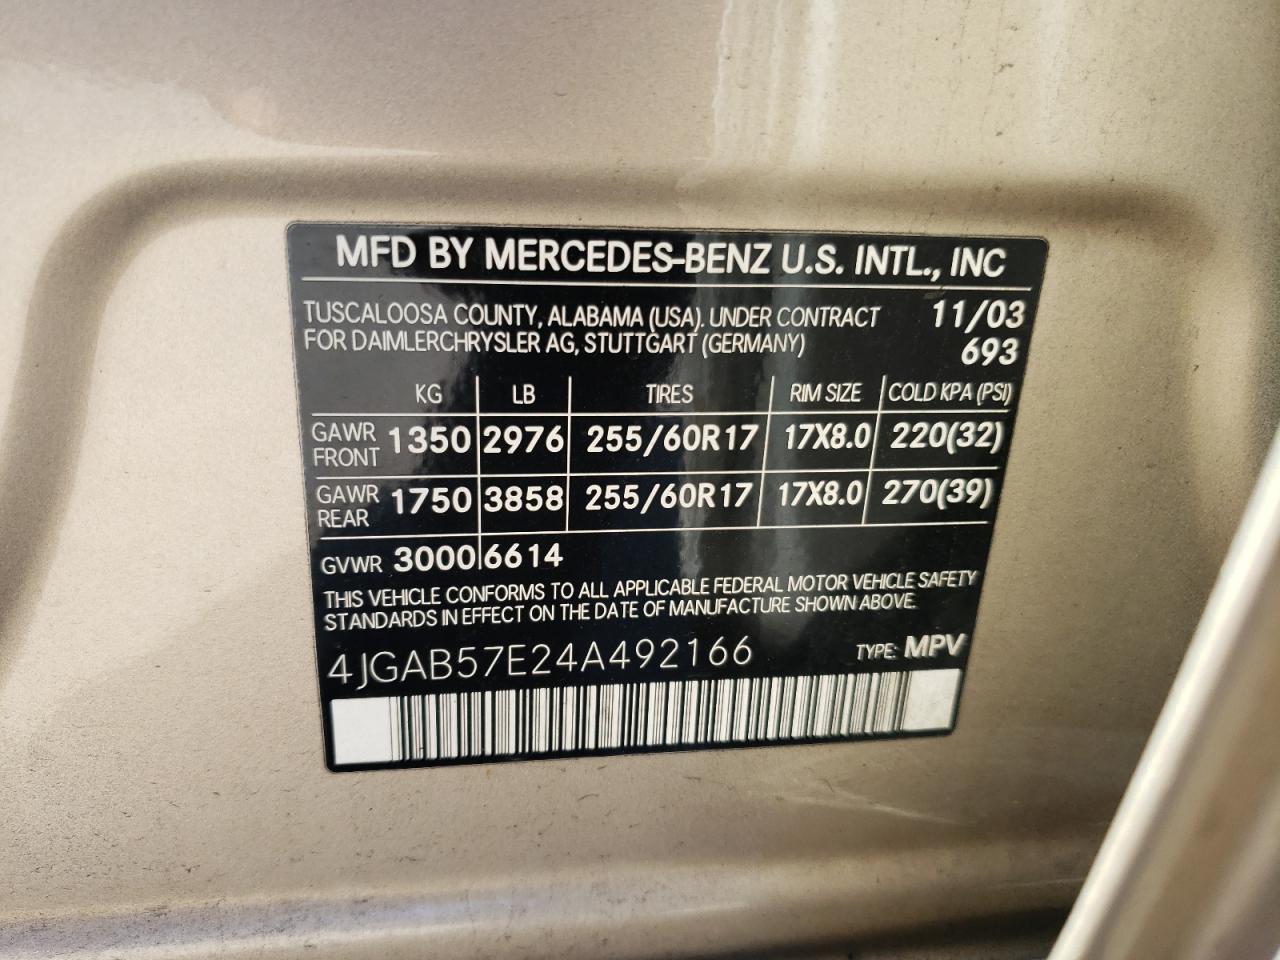 MFD BY MERCEDES-BENZ U.S. INTL., INC
TUSCALOOSA COUNTY, ALABAMA (USA). UNDER CONTRACT 11/03
FOR DAIMLERCHRYSLER AG, STUTTGART (GERMANY) 693
KG LB TIRES RIM SIZE COLD KPA (PSI)
GAWR FRONT 1350 2976 255/60R17 17X8.0 220(32)
GAWR REAR 1750 3858 255/60R17 17X8.0 270(39)
GVWR 3000 6614
THIS VEHICLE CONFORMS TO ALL APPLICABLE FEDERAL MOTOR VEHICLE SAFETY
STANDARDS IN EFFECT ON THE DATE OF MANUFACTURE SHOWN ABOVE.
4JGAB57E24A492166 TYPE: MPV